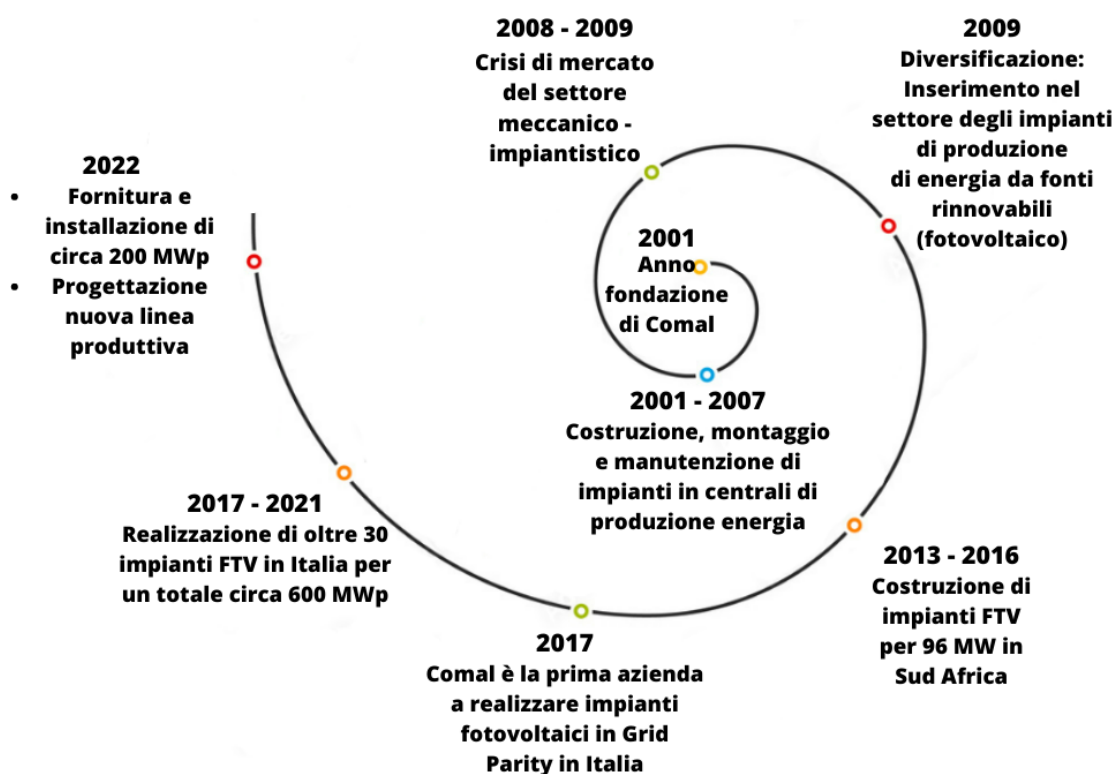 2001
Anno
fondazione
di Comal
2001 - 2007
Costruzione, montaggio
e manutenzione di
impianti in centrali di
produzione energia
2008 - 2009
Crisi di mercato
del settore
meccanico -
impiantistico
2009
Diversificazione:
Inserimento nel
settore degli impianti
di produzione
di energia da fonti
rinnovabili
(fotovoltaico)
2013 - 2016
Costruzione di
impianti FTV
per 96 MW in
Sud Africa
2017
Comal è la prima azienda
a realizzare impianti
fotovoltaici in Grid
Parity in Italia
2017 - 2021
Realizzazione di oltre 30
impianti FTV in Italia per
un totale circa 600 MWp
2022
• Fornitura e
installazione di
circa 200 MWp
• Progettazione
nuova linea
produttiva